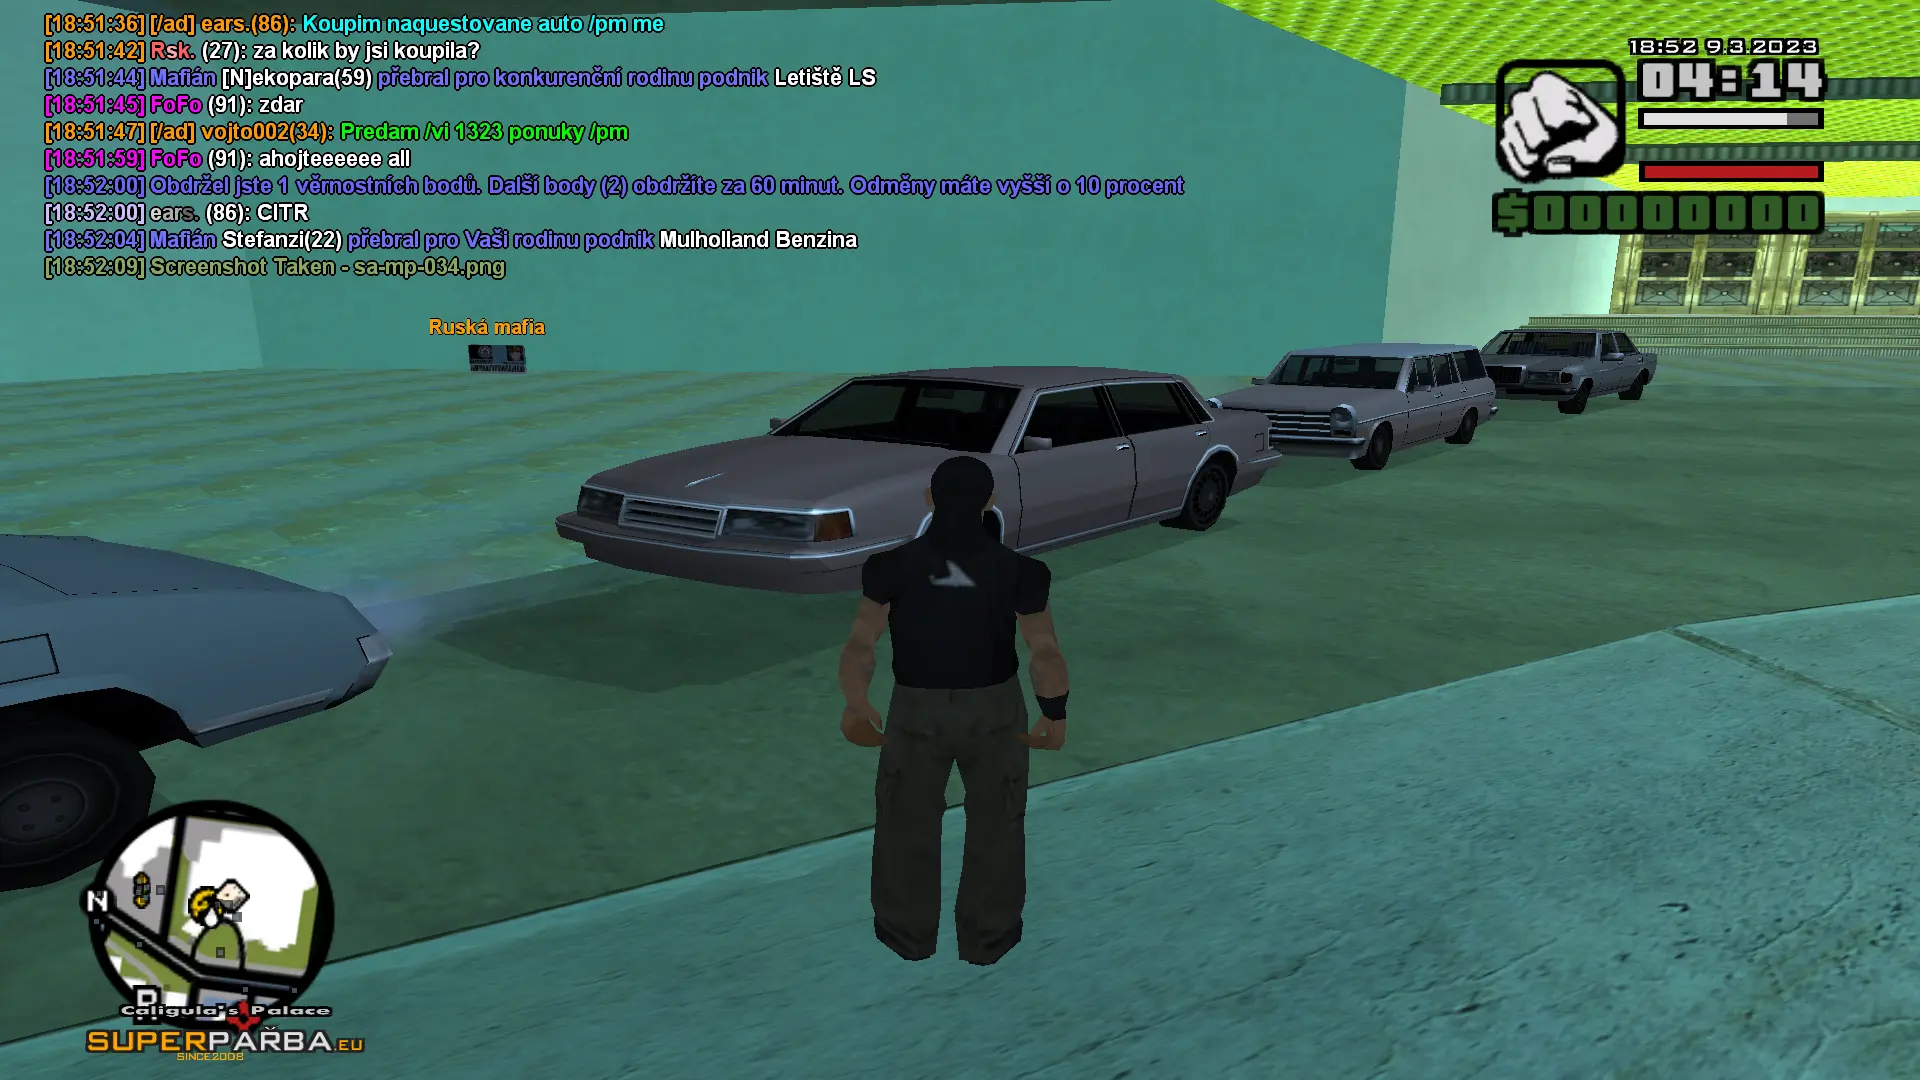 [18:51:36] [/ad] ears.(86): Koupim naquestovane auto /pm me
[18:51:42] Rsk. (27): za kolik by jsi koupila?
[18:51:44] Mafián [N]ekopara(59) přebral pro konkurenční rodinu podnik Letiště LS
[18:51:45] FoFo (91): zdar
[18:51:47] [/ad] vojto002(34): Predam /vi 1323 ponuky /pm
[18:51:59] FoFo (91): ahojteeeeee all
[18:52:00] Obdržel jste 1 věrnostních bodů. Další body (2) obdržíte za 60 minut. Odměny máte vyšší o 10 procent
[18:52:00] ears. (86): CITR
[18:52:04] Mafián Stefanzi(22) přebral pro Vaši rodinu podnik Mulholland Benzina
[18:52:09] Screenshot Taken - sa-mp-034.png
18:52 9.3.2023
04:14
$00000000
Ruská mafia
N
Caligula's Palace
SUPERPAŘBA.EU
SINCE2008